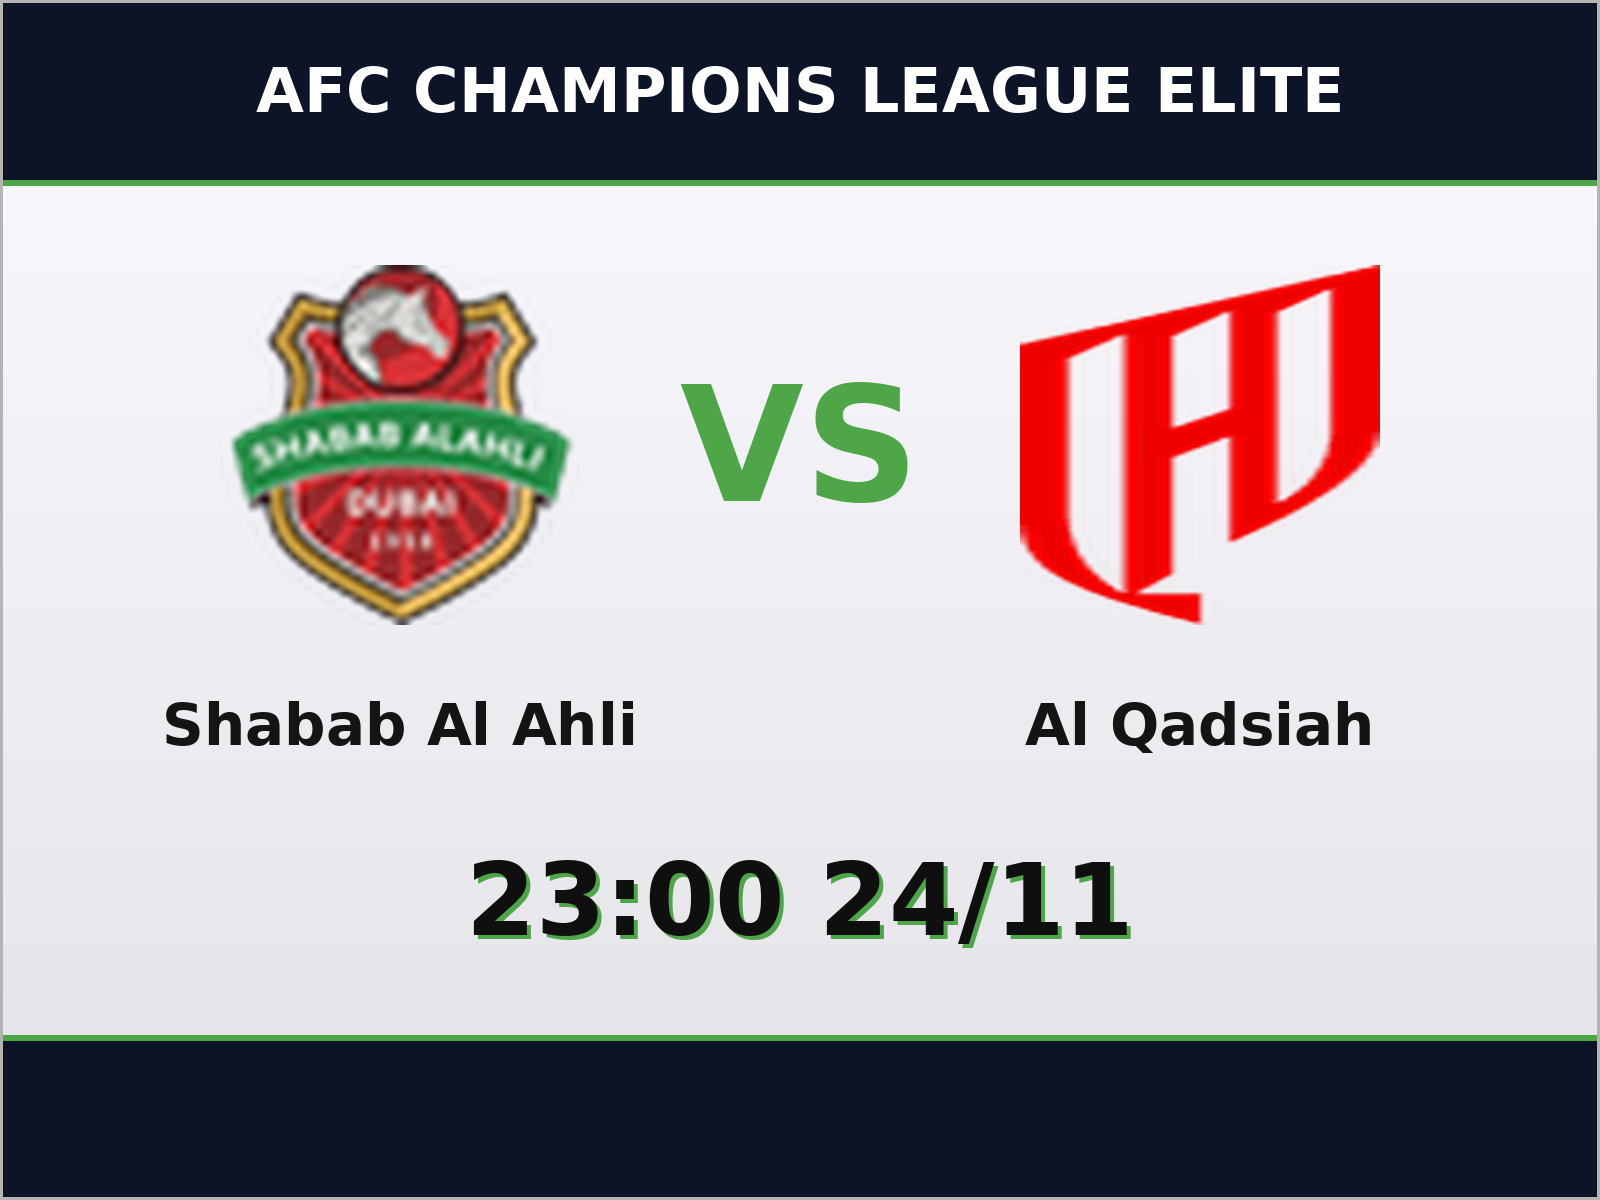 AFC CHAMPIONS LEAGUE ELITE
SHABAB ALAHLI
DUBAI
VS
Shabab Al Ahli
Al Qadsiah
23:00 24/11